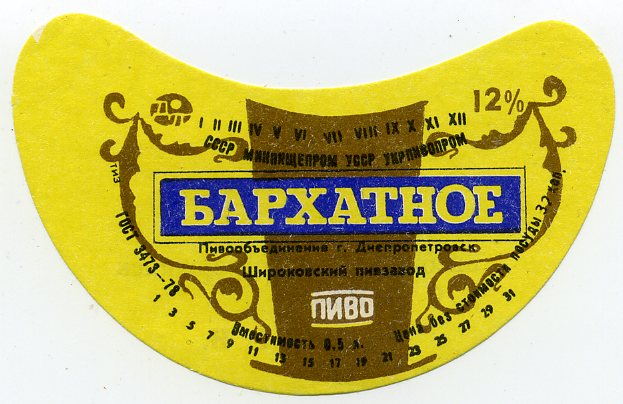 12%
I II III IV V VI VII VIII IX X XI XII
СССР МИНПИЩЕПРОМ УССР УКРПИВОПРОМ
БАРХАТНОЕ
Пивообъединение г. Днепропетровск
Широковский пивзавод
ПИВО
ТИЗ
ГОСТ 3473—78
Вместимость 0,5 л.
Цена без стоимости посуды 32 коп.
1 3 5 7 9 11 13 15 17 19 21 23 25 27 29 31